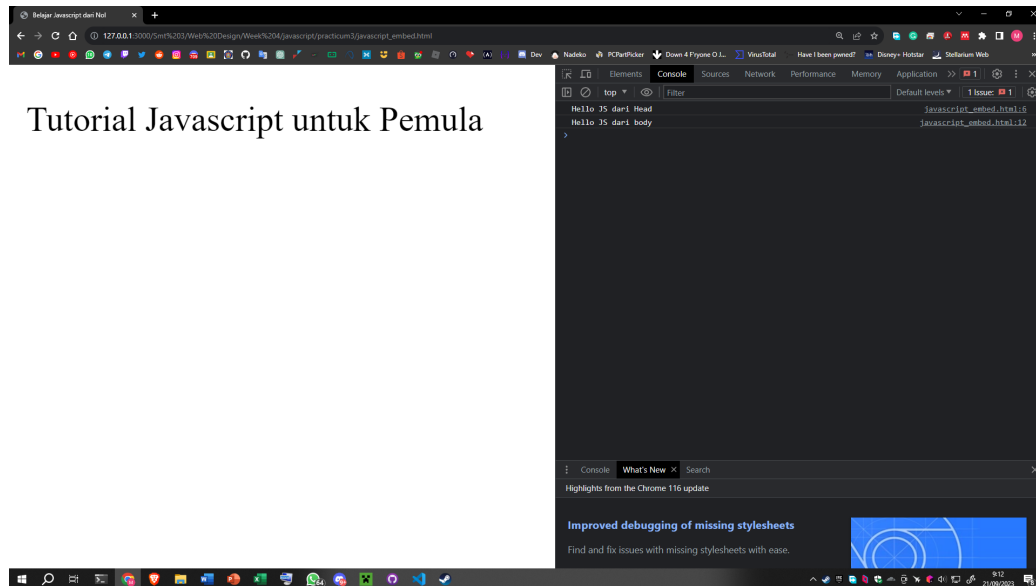 Belajar Javascript dari Nol
127.0.0.1:3000/Smt%203/Web%20Design/Week%204/javascript/practicum3/javascript_embed.html
Dev
Nadeko
PCPartPicker
VirusTotal
Have I been pwned?
Disney+ Hotstar
Stellarium Web
Tutorial Javascript untuk Pemula
Elements Console Sources Network Performance Memory Application 1
top Filter Default levels 1 Issue: 1
Hello JS dari Head javascript_embed.html:6
Hello JS dari body javascript_embed.html:12
Console What's New Search
Highlights from the Chrome 116 update
Improved debugging of missing stylesheets
Find and fix issues with missing stylesheets with ease.
9:12
21/09/2023